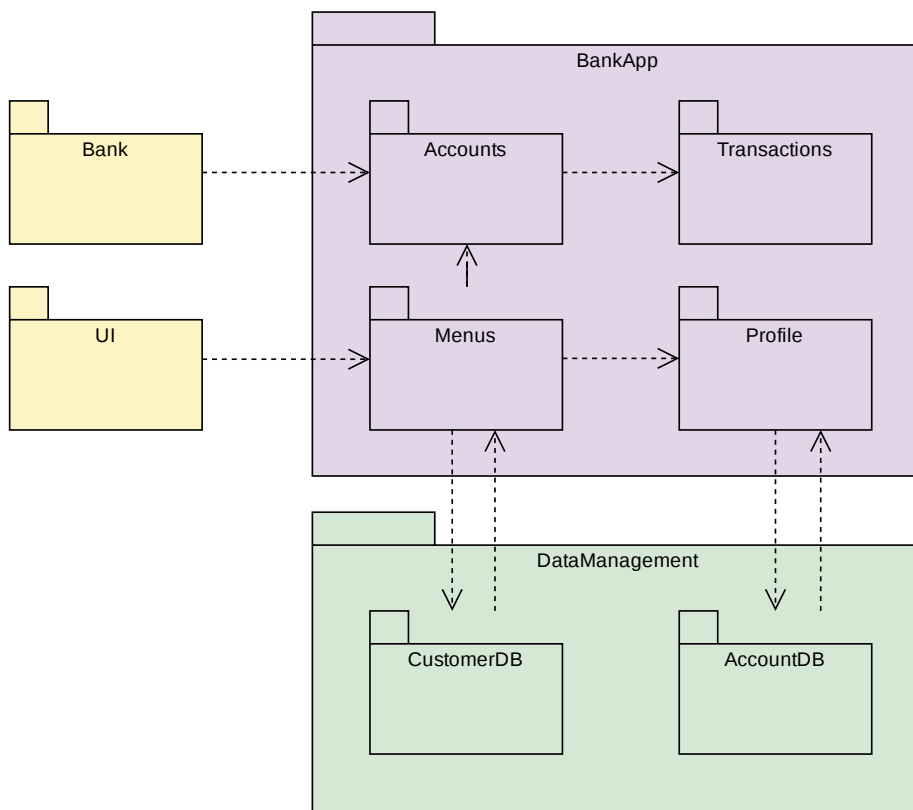 BankApp
Bank
Accounts
Transactions
UI
Menus
Profile
DataManagement
CustomerDB
AccountDB